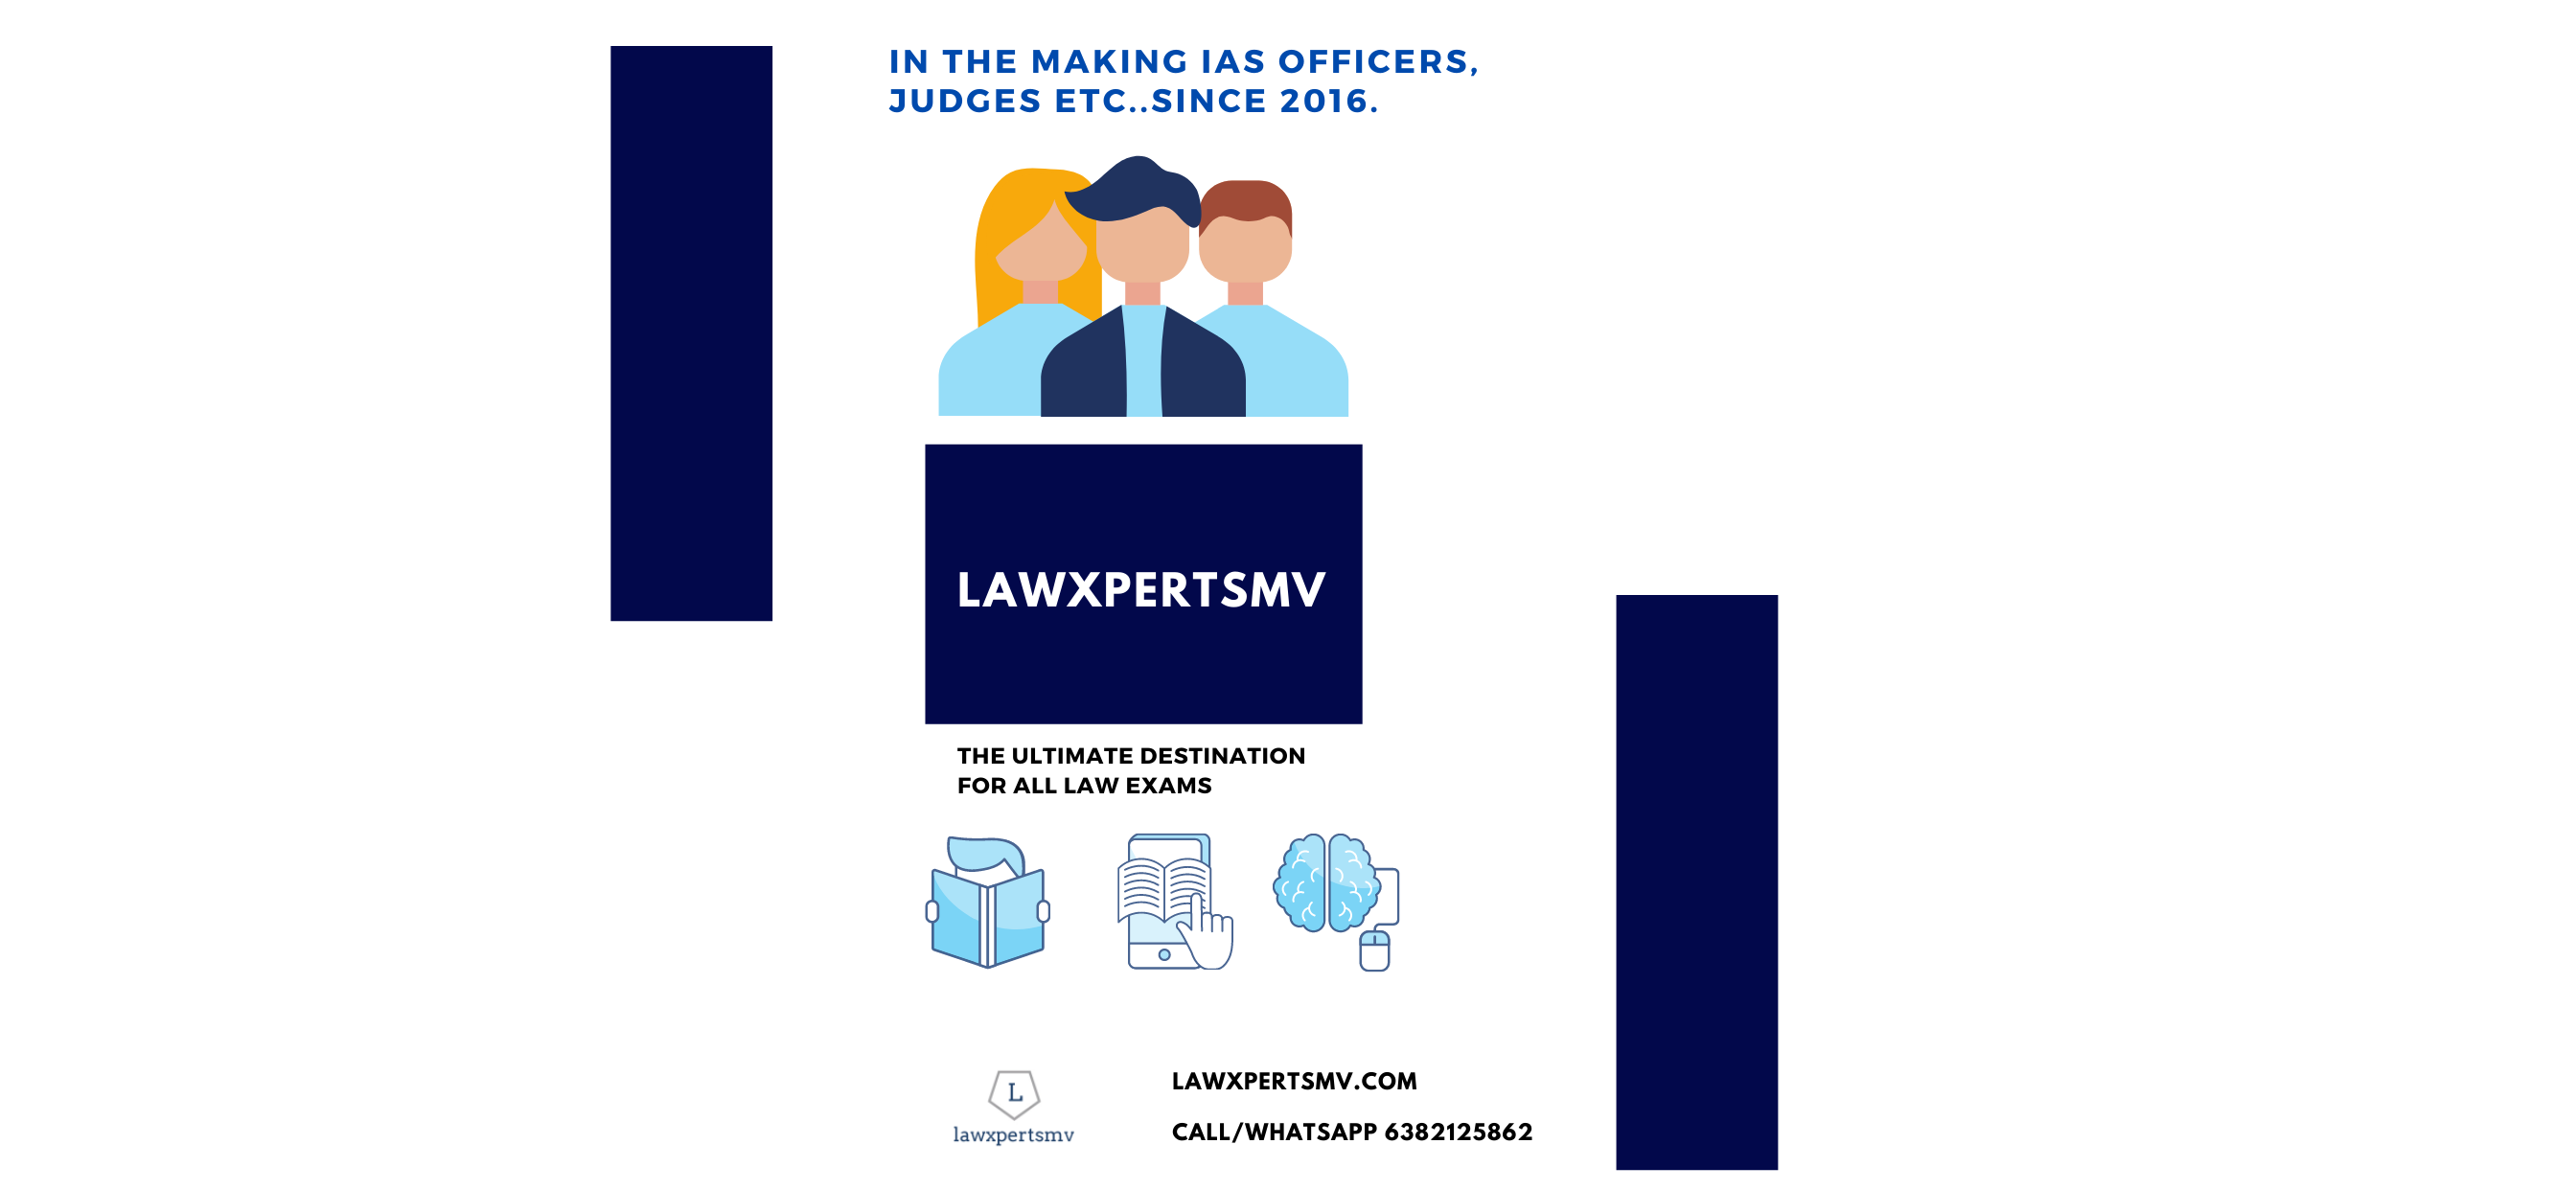 IN THE MAKING IAS OFFICERS,
JUDGES ETC..SINCE 2016.
LAWXPERTSMV
THE ULTIMATE DESTINATION
FOR ALL LAW EXAMS
L
lawxpertsmv
LAWXPERTSMV.COM
CALL/WHATSAPP 6382125862